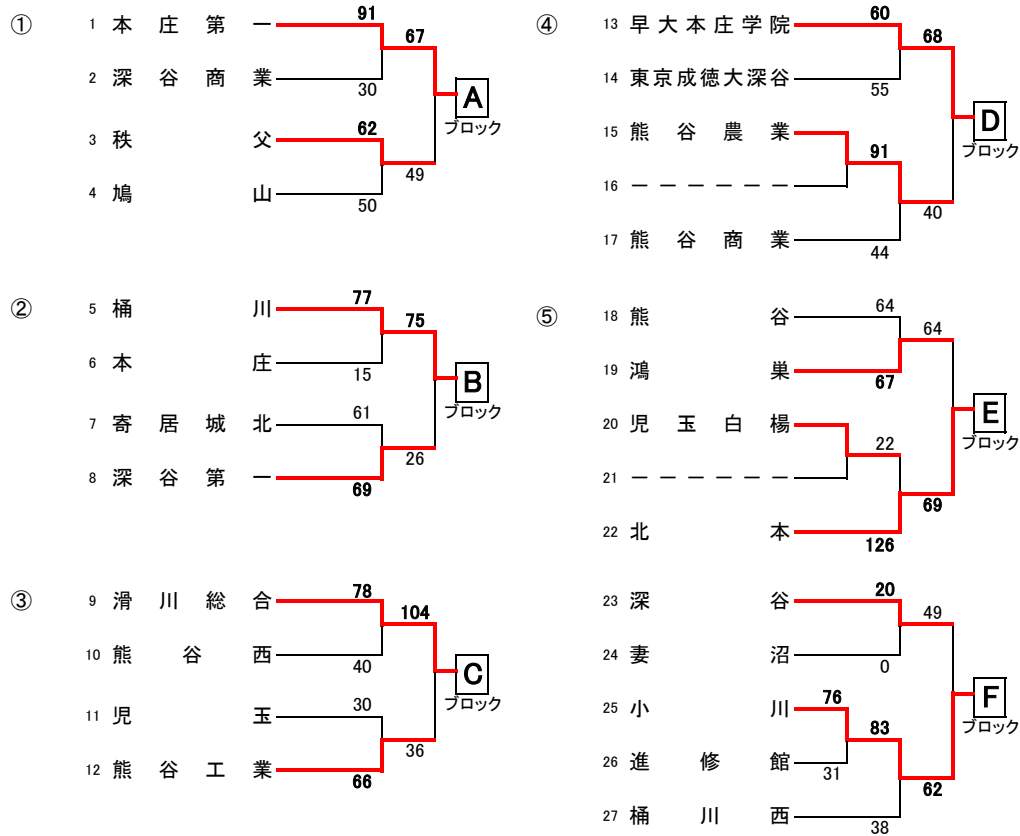 ①
1 本庄第一 91
67
2 深谷商業 30
A
ブロック
3 秩父 62
49
4 鳩山 50
②
5 桶川 77
75
6 本庄 15
B
ブロック
7 寄居城北 61
26
8 深谷第一 69
③
9 滑川総合 78
104
10 熊谷西 40
C
ブロック
11 児玉 30
36
12 熊谷工業 66
④
13 早大本庄学院 60
68
14 東京成徳大深谷 55
D
ブロック
15 熊谷農業
91
16 ーーーーーー
40
17 熊谷商業 44
⑤
18 熊谷 64
64
19 鴻巣 67
E
ブロック
20 児玉白楊
22
21 ーーーーーー
69
22 北本 126
23 深谷 20
49
24 妻沼 0
F
ブロック
25 小川 76
83
26 進修館 31
62
27 桶川西 38